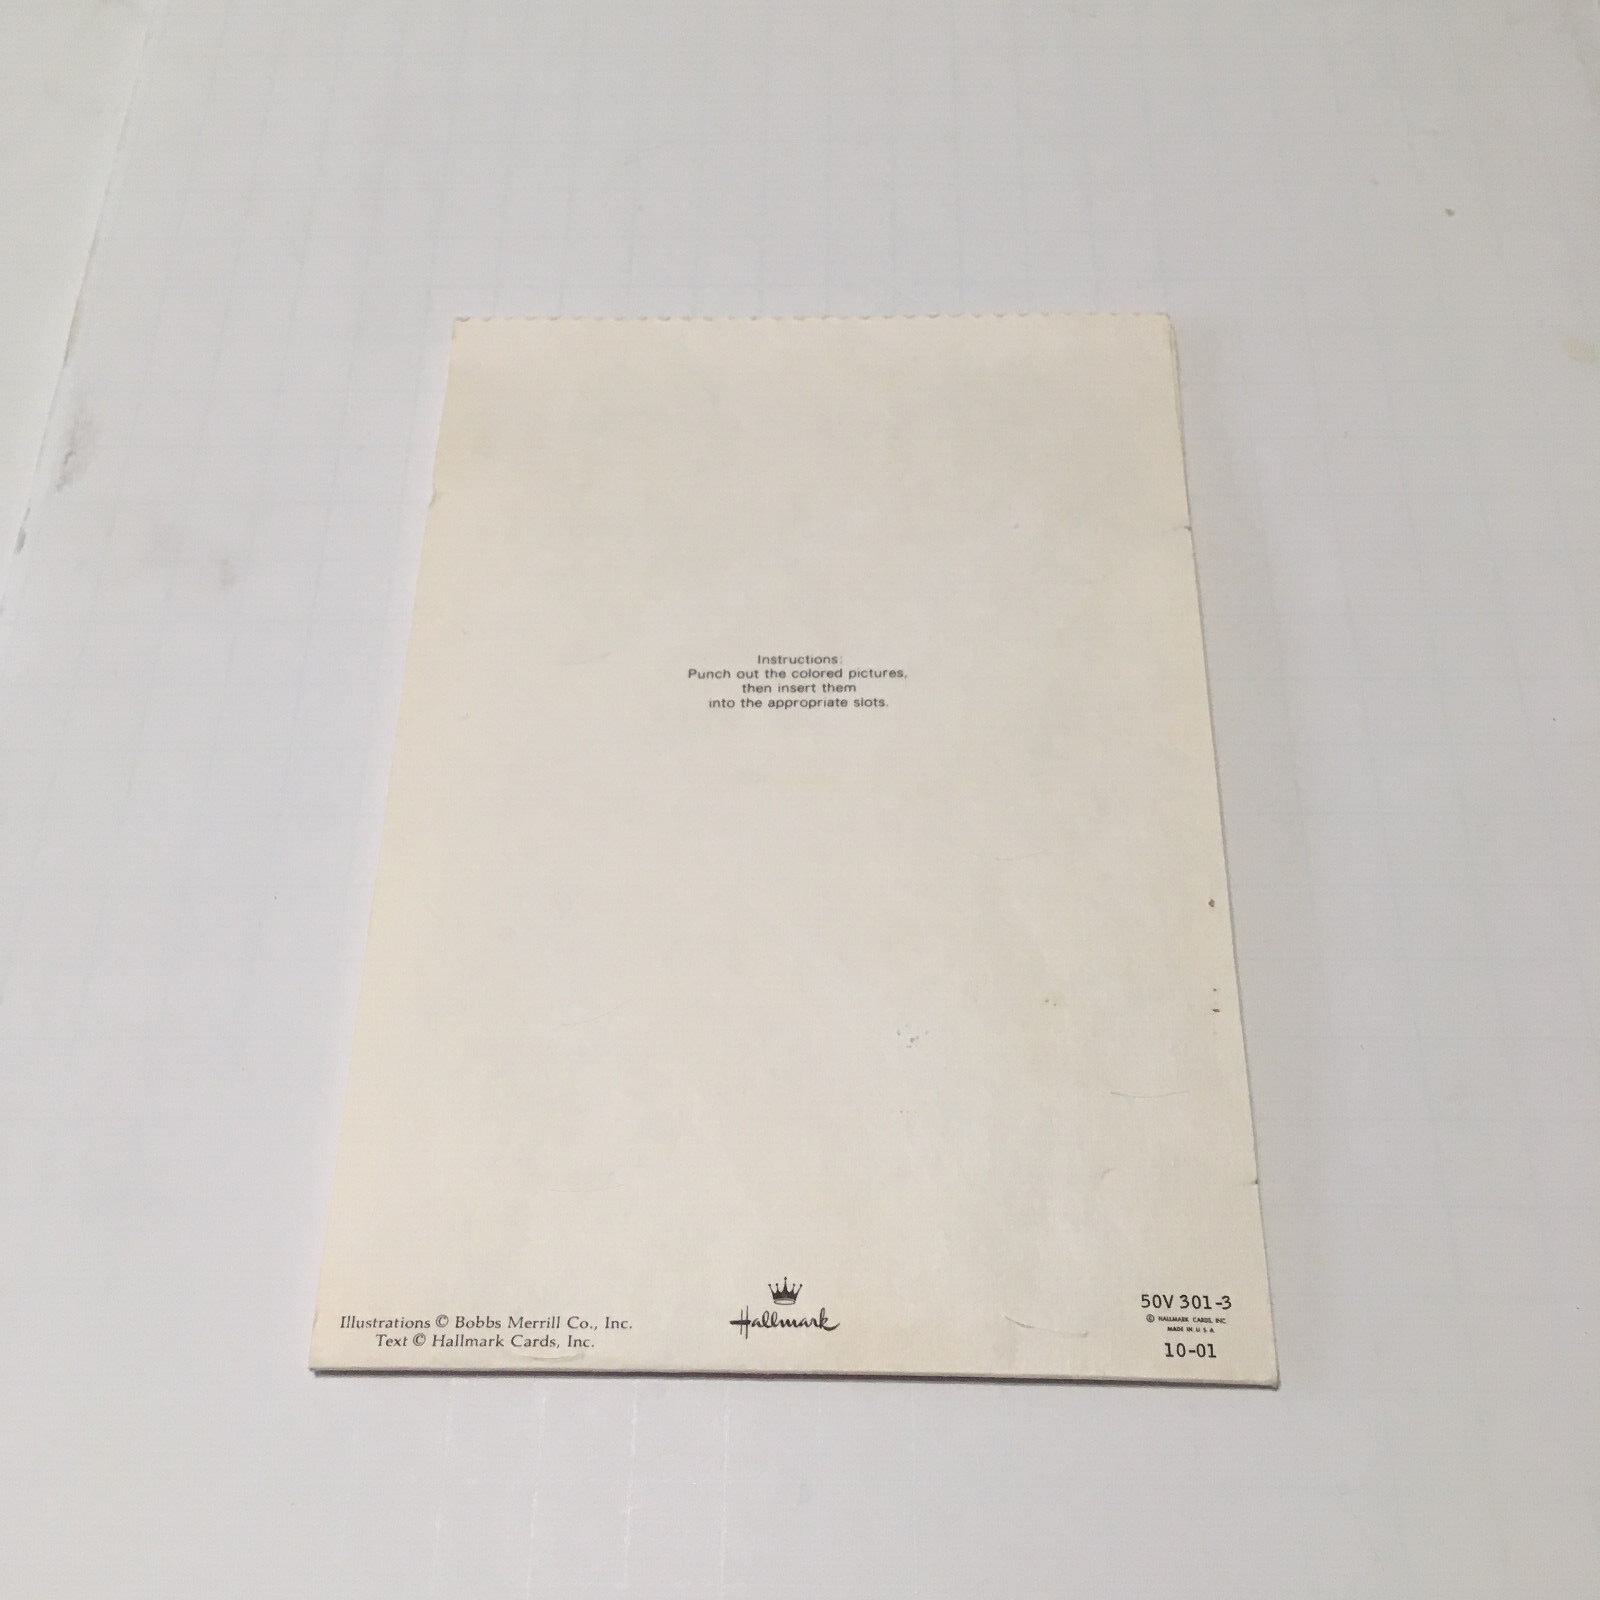 Instructions:
Punch out the colored pictures,
then insert them
into the appropriate slots.
Illustrations © Bobbs Merrill Co., Inc.
Text © Hallmark Cards, Inc.
Hallmark
50V 301-3
© HALLMARK CARDS, INC.
MADE IN U.S.A.
10-01